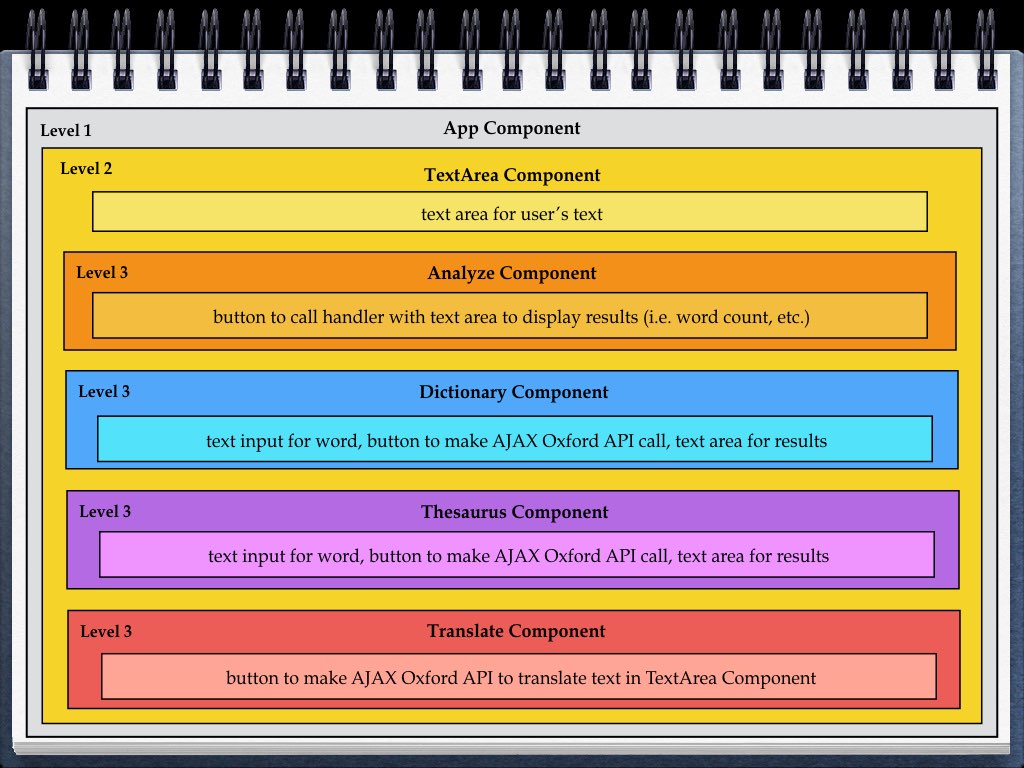 Level 1
App Component
Level 2
TextArea Component
text area for user’s text
Level 3
Analyze Component
button to call handler with text area to display results (i.e. word count, etc.)
Level 3
Dictionary Component
text input for word, button to make AJAX Oxford API call, text area for results
Level 3
Thesaurus Component
text input for word, button to make AJAX Oxford API call, text area for results
Level 3
Translate Component
button to make AJAX Oxford API to translate text in TextArea Component